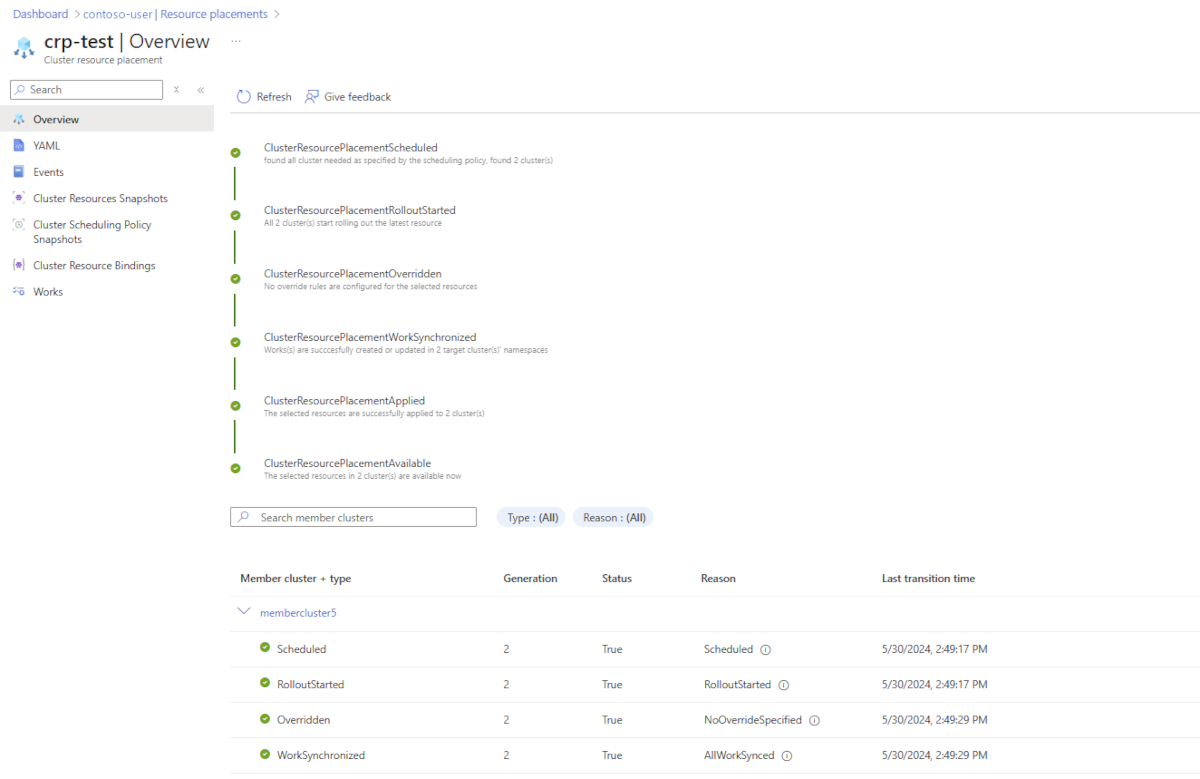 Dashboard > contoso-user | Resource placements >
crp-test | Overview ...
Cluster resource placement
Search
Refresh Give feedback
Overview
YAML
Events
Cluster Resources Snapshots
Cluster Scheduling Policy
Snapshots
Cluster Resource Bindings
Works
ClusterResourcePlacementScheduled
found all cluster needed as specified by the scheduling policy, found 2 cluster(s)
ClusterResourcePlacementRolloutStarted
All 2 cluster(s) start rolling out the latest resource
ClusterResourcePlacementOverridden
No override rules are configured for the selected resources
ClusterResourcePlacementWorkSynchronized
Works(s) are succcesfully created or updated in 2 target cluster(s)' namespaces
ClusterResourcePlacementApplied
The selected resources are successfully applied to 2 cluster(s)
ClusterResourcePlacementAvailable
The selected resources in 2 cluster(s) are available now
Search member clusters Type : (All) Reason : (All)
Member cluster + type Generation Status Reason Last transition time
membercluster5
Scheduled 2 True Scheduled 5/30/2024, 2:49:17 PM
RolloutStarted 2 True RolloutStarted 5/30/2024, 2:49:17 PM
Overridden 2 True NoOverrideSpecified 5/30/2024, 2:49:29 PM
WorkSynchronized 2 True AllWorkSynced 5/30/2024, 2:49:29 PM